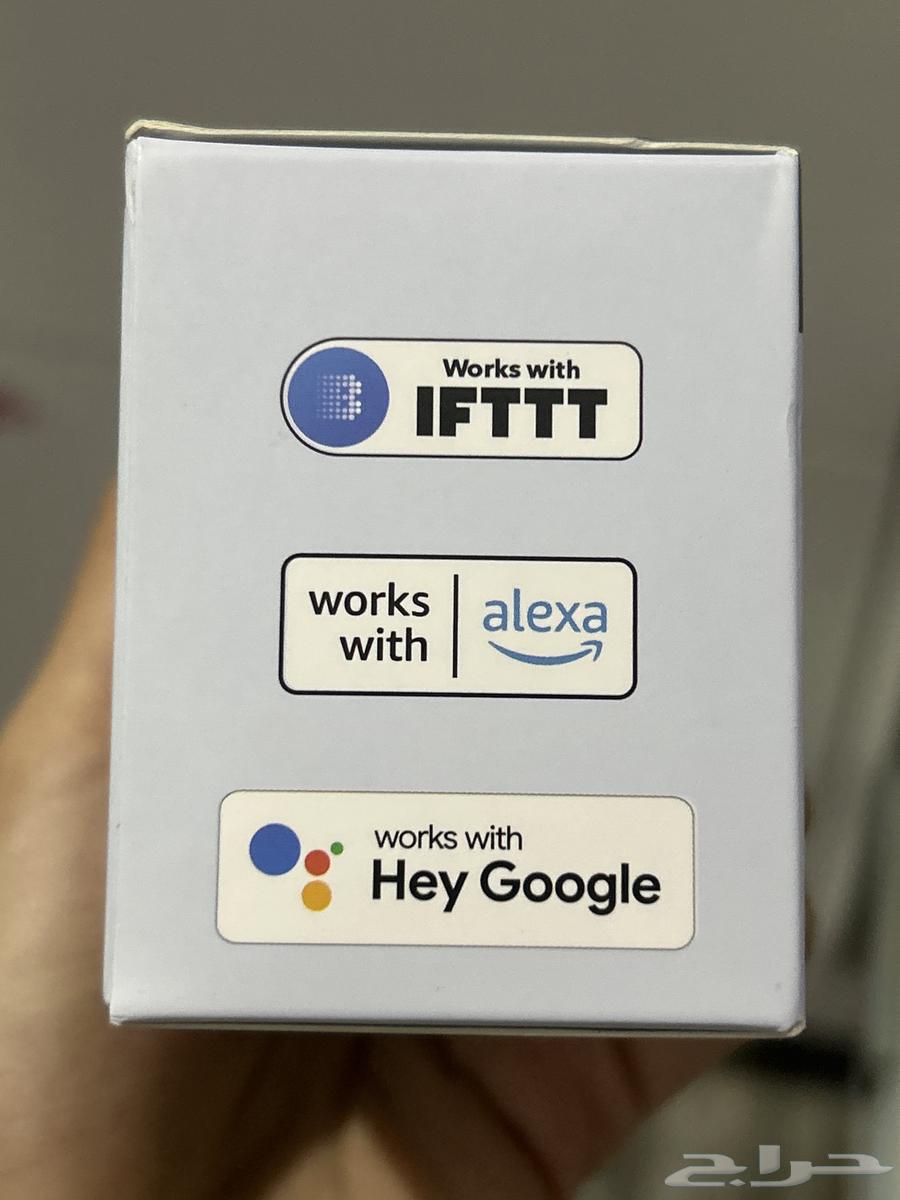 Works with
IFTTT
works
with
alexa
works with
Hey Google
حراج